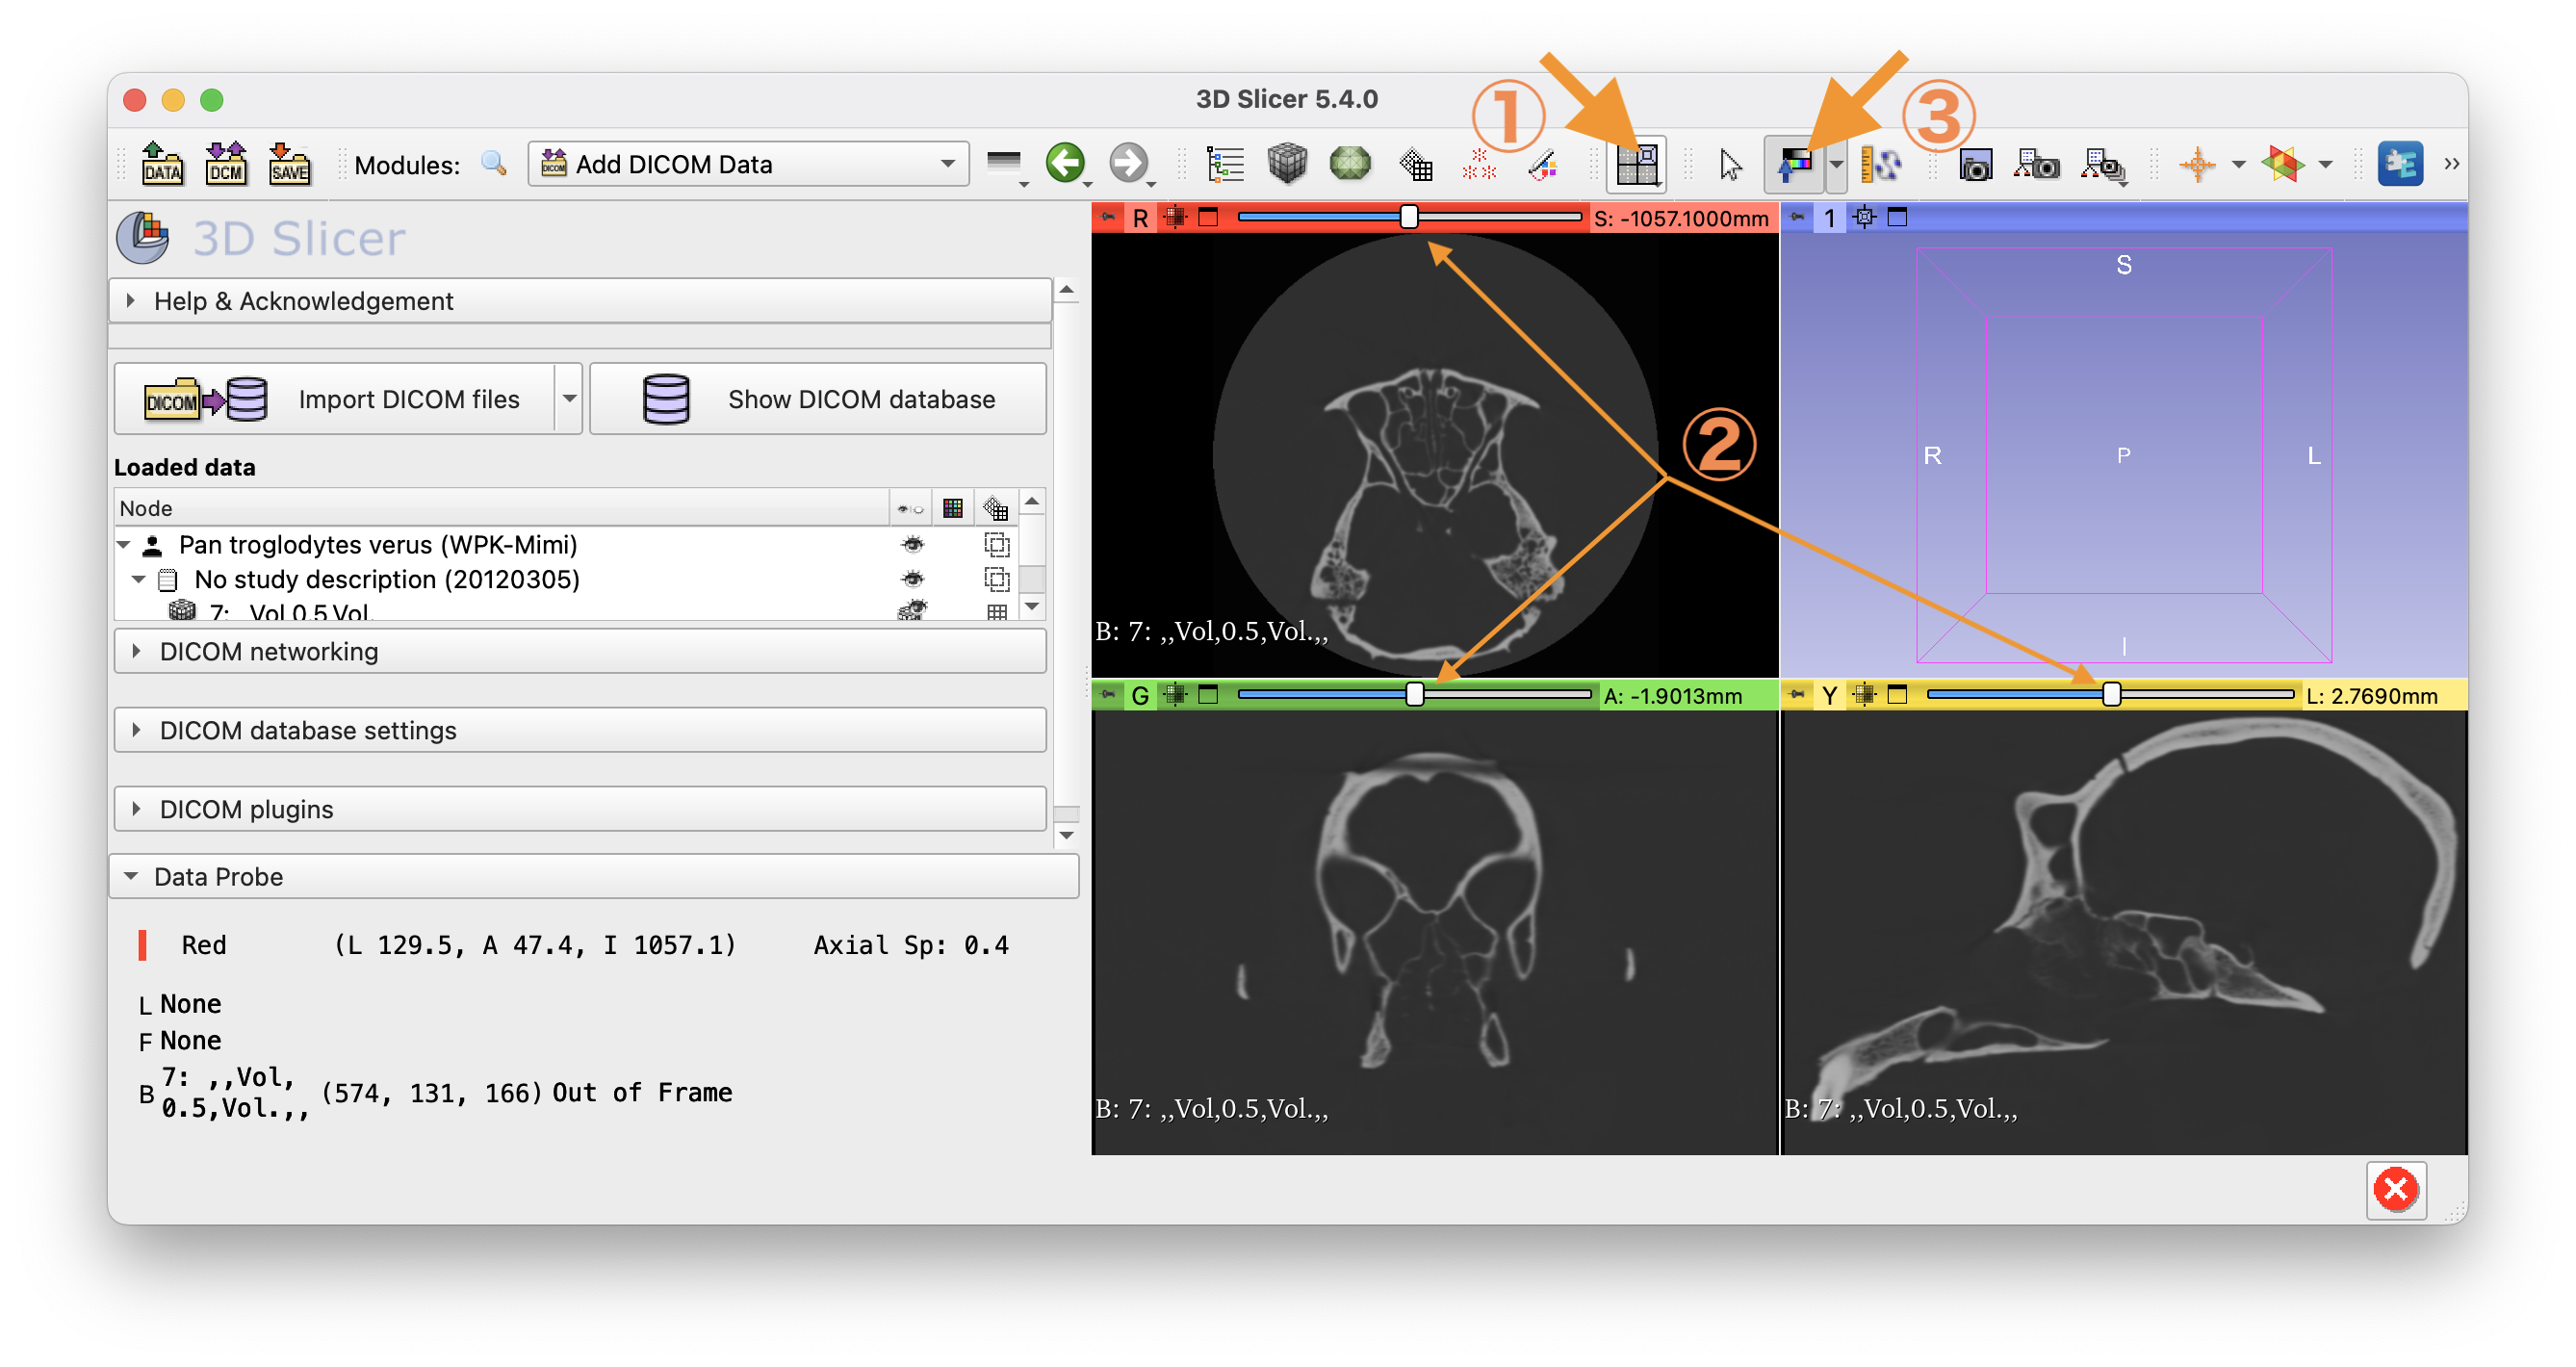 ① ③
3D Slicer 5.4.0
DATA DCM SAVE Modules: DICOM Add DICOM Data
R S: -1057.1000mm 1
3D Slicer
S
Help & Acknowledgement
DICOM Import DICOM files Show DICOM database
②
R P L
Loaded data
Node
Pan troglodytes verus (WPK-Mimi)
No study description (20120305)
7: Vol 0.5 Vol.
B: 7: ,,Vol,0.5,Vol.,,
I
DICOM networking
G A: -1.9013mm Y L: 2.7690mm
DICOM database settings
DICOM plugins
Data Probe
Red (L 129.5, A 47.4, I 1057.1) Axial Sp: 0.4
L None
F None
B 7: ,,Vol,
0.5,Vol.,, (574, 131, 166) Out of Frame
B: 7: ,,Vol,0.5,Vol.,, B: 7: ,,Vol,0.5,Vol.,,